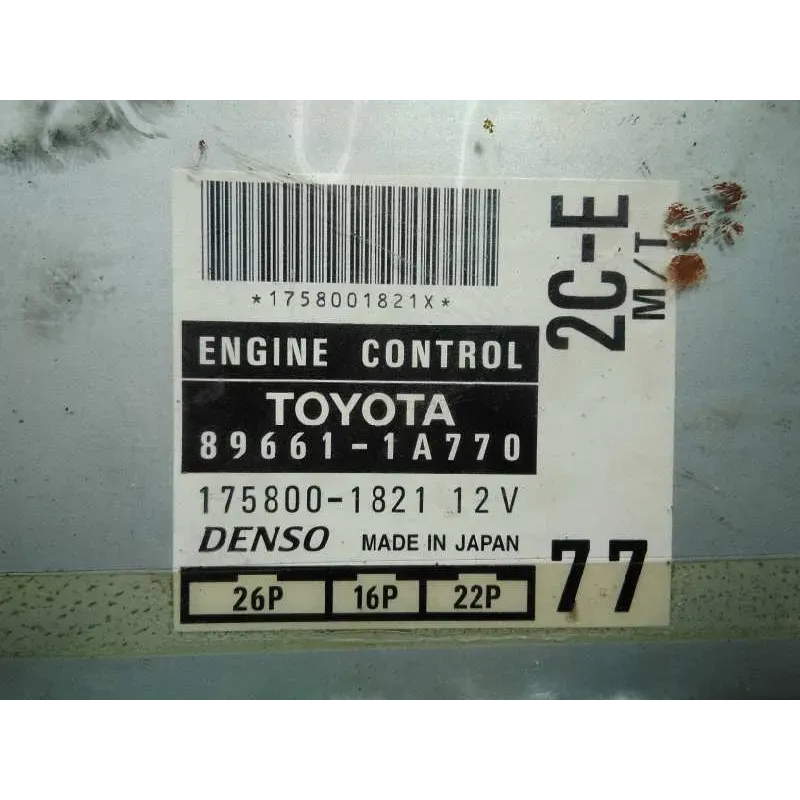 *1758001821X*
ENGINE CONTROL
TOYOTA
89661-1A770
175800-1821 12V
DENSO MADE IN JAPAN
26P 16P 22P
2C-E
M/T
77